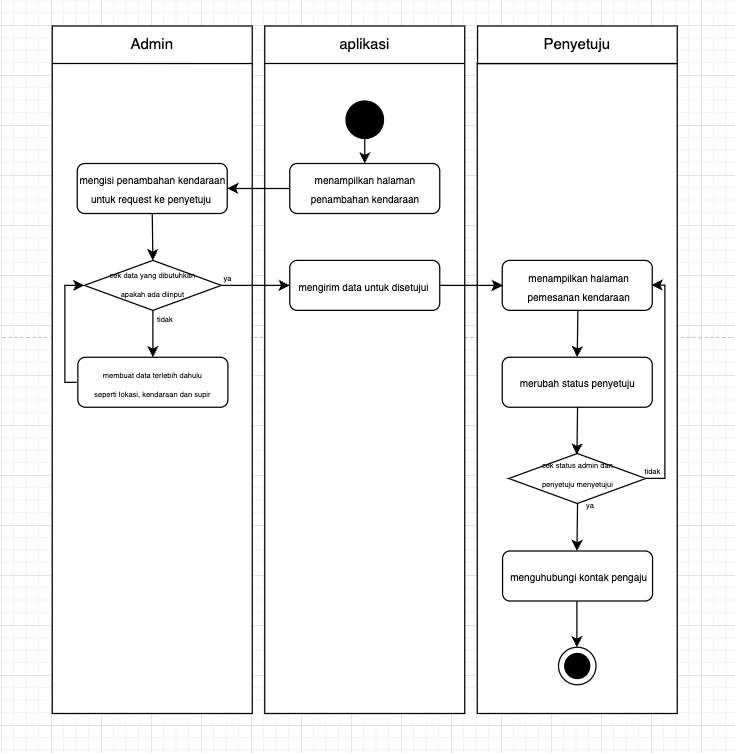 Admin
aplikasi
Penyetuju
mengisi penambahan kendaraan
untuk request ke penyetuju
menampilkan halaman
penambahan kendaraan
cek data yang dibutuhkan
apakah ada diinput
ya
tidak
mengirim data untuk disetujui
menampilkan halaman
pemesanan kendaraan
membuat data terlebih dahulu
seperti lokasi, kendaraan dan supir
merubah status penyetuju
cek status admin dan
penyetuju menyetujui
tidak
ya
menguhubungi kontak pengaju